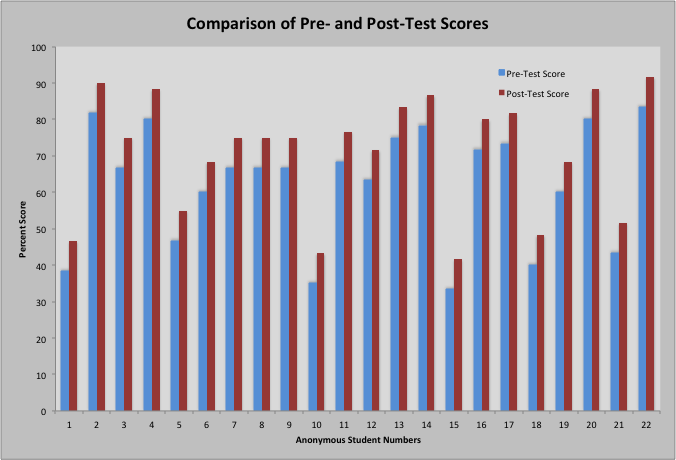 Comparison of Pre- and Post-Test Scores
100
90
80
70
60
50
40
30
20
10
0
Percent Score
Pre-Test Score
Post-Test Score
1 2 3 4 5 6 7 8 9 10 11 12 13 14 15 16 17 18 19 20 21 22
Anonymous Student Numbers